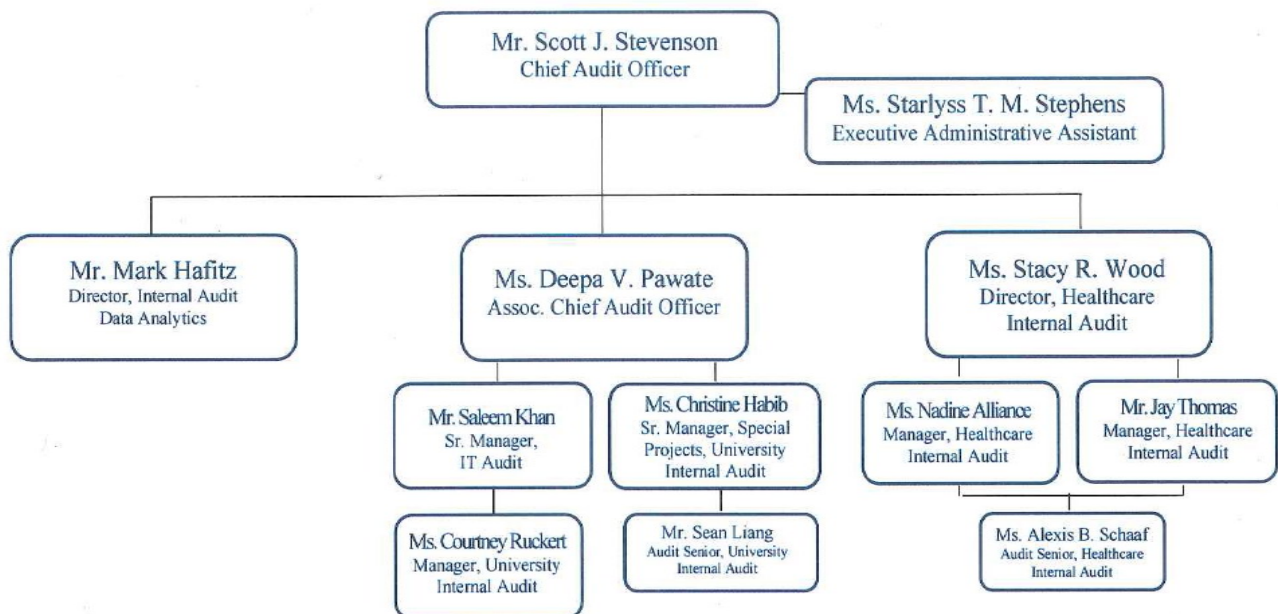 Mr. Scott J. Stevenson
Chief Audit Officer
Ms. Starlyss T. M. Stephens
Executive Administrative Assistant
Mr. Mark Hafitz
Director, Internal Audit
Data Analytics
Ms. Deepa V. Pawate
Assoc. Chief Audit Officer
Ms. Stacy R. Wood
Director, Healthcare
Internal Audit
Mr. Saleem Khan
Sr. Manager,
IT Audit
Ms. Christine Habib
Sr. Manager, Special
Projects, University
Internal Audit
Ms. Nadine Alliance
Manager, Healthcare
Internal Audit
Mr. Jay Thomas
Manager, Healthcare
Internal Audit
Ms. Courtney Ruckert
Manager, University
Internal Audit
Mr. Sean Liang
Audit Senior, University
Internal Audit
Ms. Alexis B. Schaaf
Audit Senior, Healthcare
Internal Audit